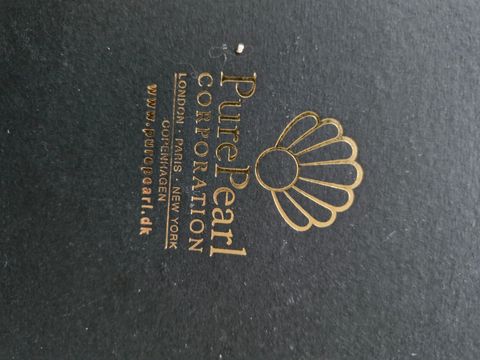 PurePearl
CORPORATION
LONDON · PARIS · NEW YORK
COPENHAGEN
www.purepearl.dk